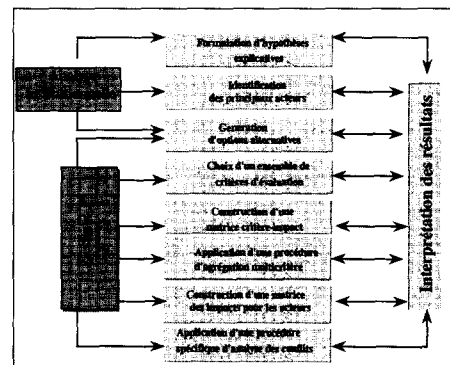 Formulation d'hypothèses
explicatives
Identification
des principaux acteurs
Génération
d'options alternatives
Choix d'un ensemble de
critères d'évaluation
Construction d'une
matrice critère-impact
Application d'une procédure
d'agrégation multicritère
Construction d'une matrice
des impacts pour les acteurs
Application d'une procédure
spécifique d'analyse des conflits
Interprétation des résultats